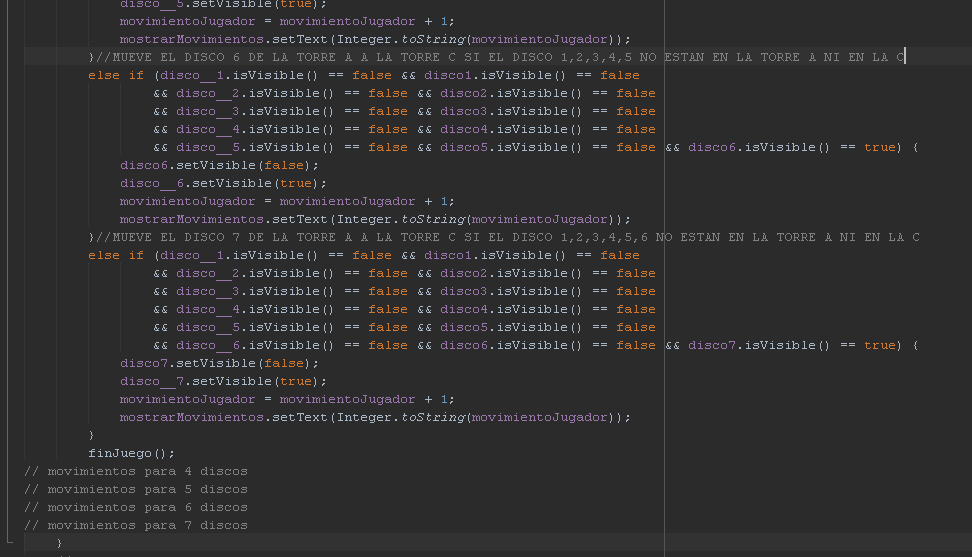 disco__5.setVisible(true);
movimientoJugador = movimientoJugador + 1;
mostrarMovimientos.setText(Integer.toString(movimientoJugador));
}//MUEVE EL DISCO 6 DE LA TORRE A A LA TORRE C SI EL DISCO 1,2,3,4,5 NO ESTAN EN LA TORRE A NI EN LA C
else if (disco__1.isVisible() == false && disco1.isVisible() == false
&& disco__2.isVisible() == false && disco2.isVisible() == false
&& disco__3.isVisible() == false && disco3.isVisible() == false
&& disco__4.isVisible() == false && disco4.isVisible() == false
&& disco__5.isVisible() == false && disco5.isVisible() == false && disco6.isVisible() == true) {
disco6.setVisible(false);
disco__6.setVisible(true);
movimientoJugador = movimientoJugador + 1;
mostrarMovimientos.setText(Integer.toString(movimientoJugador));
}//MUEVE EL DISCO 7 DE LA TORRE A A LA TORRE C SI EL DISCO 1,2,3,4,5,6 NO ESTAN EN LA TORRE A NI EN LA C
else if (disco__1.isVisible() == false && disco1.isVisible() == false
&& disco__2.isVisible() == false && disco2.isVisible() == false
&& disco__3.isVisible() == false && disco3.isVisible() == false
&& disco__4.isVisible() == false && disco4.isVisible() == false
&& disco__5.isVisible() == false && disco5.isVisible() == false
&& disco__6.isVisible() == false && disco6.isVisible() == false && disco7.isVisible() == true) {
disco7.setVisible(false);
disco__7.setVisible(true);
movimientoJugador = movimientoJugador + 1;
mostrarMovimientos.setText(Integer.toString(movimientoJugador));
}
finJuego();
// movimientos para 4 discos
// movimientos para 5 discos
// movimientos para 6 discos
// movimientos para 7 discos
}